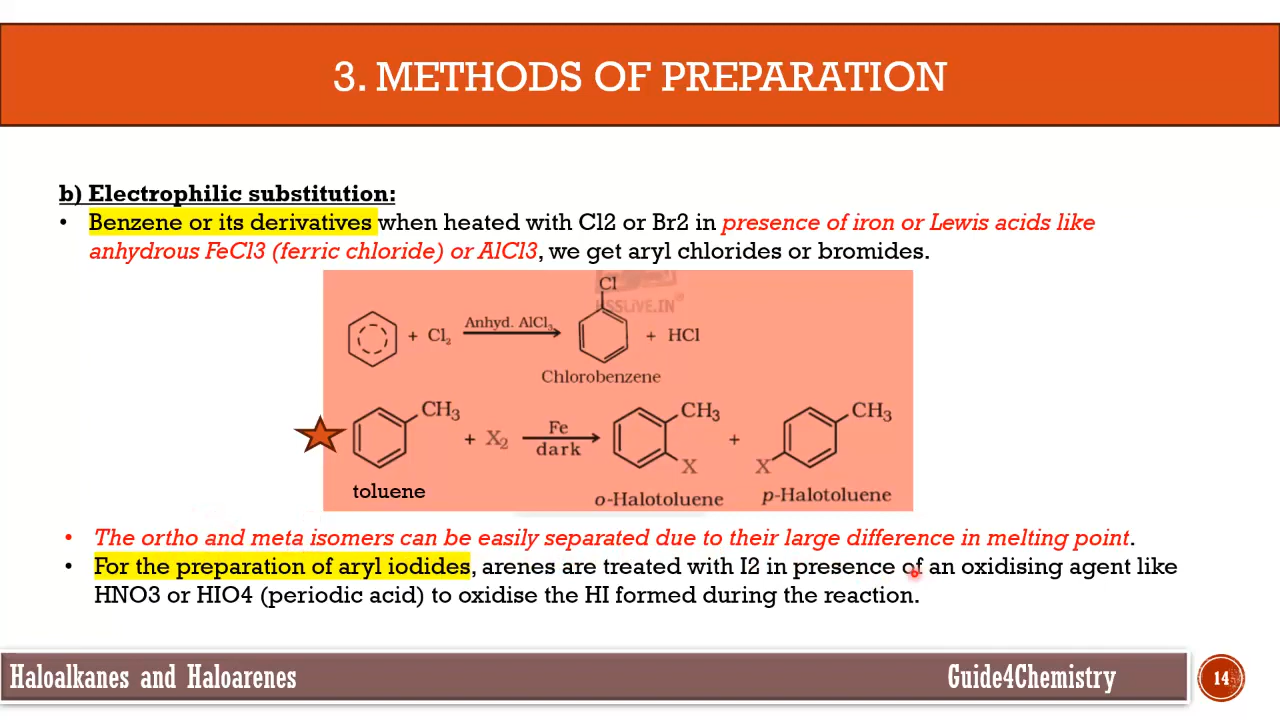 3. METHODS OF PREPARATION
b) Electrophilic substitution:
• Benzene or its derivatives when heated with Cl2 or Br2 in presence of iron or Lewis acids like
anhydrous FeCl3 (ferric chloride) or AlCl3, we get aryl chlorides or bromides.
Cl
HSSLiVE.IN
+ Cl₂ Anhyd. AlCl₃ + HCl
Chlorobenzene
CH₃ CH₃ CH₃
+ X₂ Fe +
dark
X X
toluene
o-Halotoluene p-Halotoluene
• The ortho and meta isomers can be easily separated due to their large difference in melting point.
• For the preparation of aryl iodides, arenes are treated with I2 in presence of an oxidising agent like
HNO3 or HIO4 (periodic acid) to oxidise the HI formed during the reaction.
Haloalkanes and Haloarenes Guide4Chemistry 14